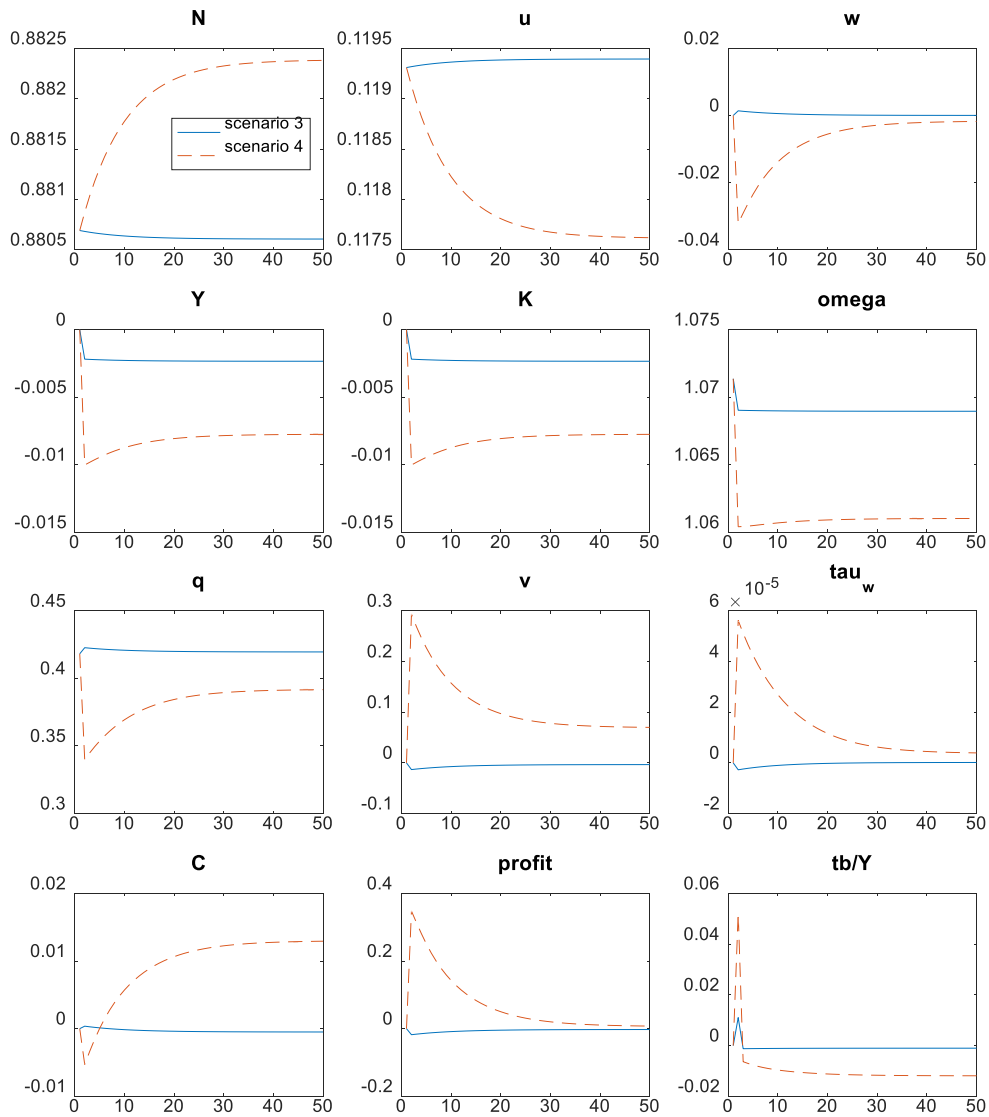 N
u
w
0.8825
0.882
0.8815
0.881
0.8805
0 10 20 30 40 50
scenario 3
scenario 4
0.1195
0.119
0.1185
0.118
0.1175
0 10 20 30 40 50
0.02
0
-0.02
-0.04
0 10 20 30 40 50
Y
K
omega
0
-0.005
-0.01
-0.015
0 10 20 30 40 50
0
-0.005
-0.01
-0.015
0 10 20 30 40 50
1.075
1.07
1.065
1.06
0 10 20 30 40 50
q
v
tau w
0.45
0.4
0.35
0.3
0 10 20 30 40 50
0.3
0.2
0.1
0
-0.1
0 10 20 30 40 50
× 10 -5
6
4
2
0
-2
0 10 20 30 40 50
C
profit
tb/Y
0.02
0.01
0
-0.01
0 10 20 30 40 50
0.4
0.2
0
-0.2
0 10 20 30 40 50
0.06
0.04
0.02
0
-0.02
0 10 20 30 40 50